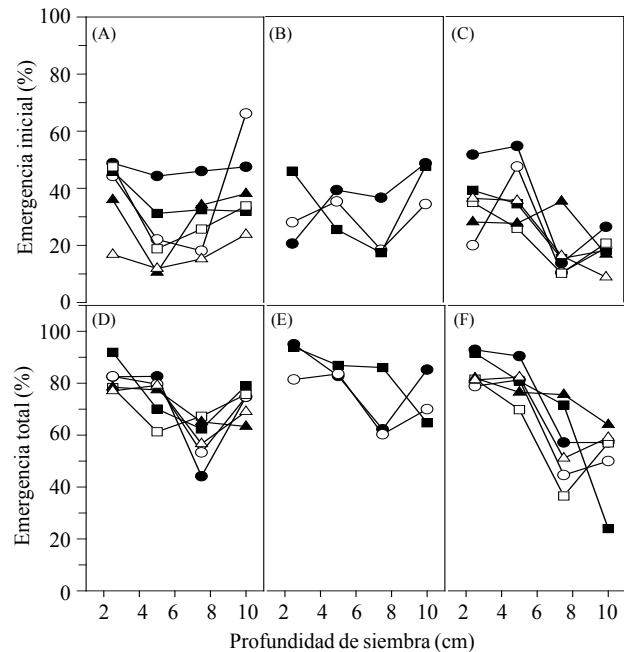 100
80
60
40
20
0
Emergencia inicial (%)
(A)
(B)
(C)
100
80
60
40
20
0
Emergencia total (%)
(D)
(E)
(F)
2 4 6 8 10
2 4 6 8 10
2 4 6 8 10
Profundidad de siembra (cm)